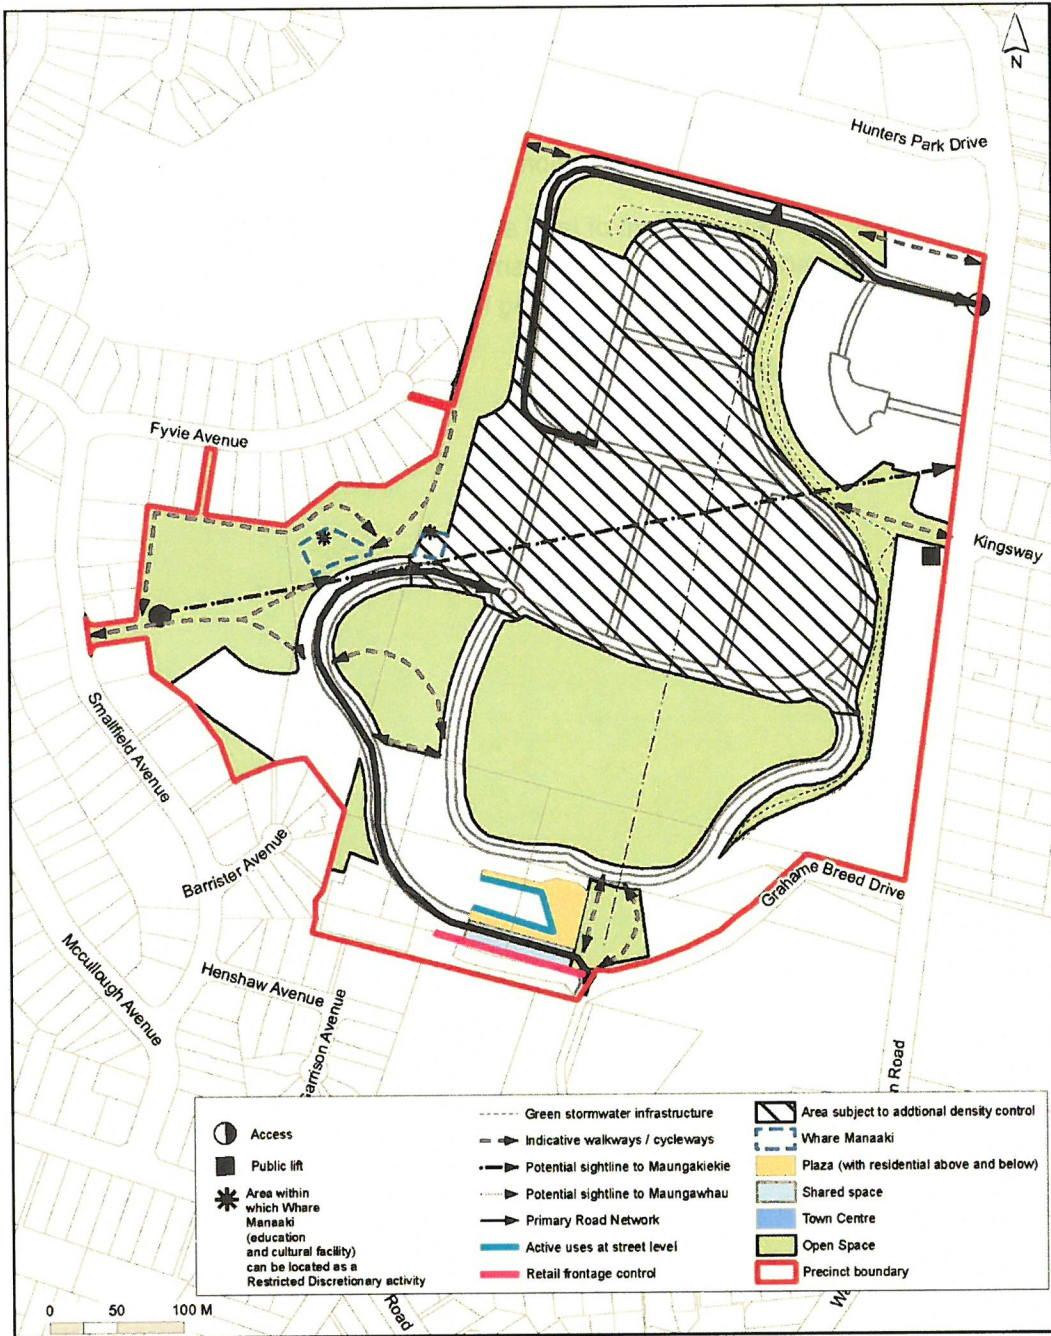 N
Hunters Park Drive
Fyvie Avenue
Kingsway
Smallfield Avenue
Barrister Avenue
Grahame Breed Drive
Mccullough Avenue
Henshaw Avenue
Garrison Avenue
n Road
Access
Public lift
Area within
which Whare
Manaaki
(education
and cultural facility)
can be located as a
Restricted Discretionary activity
Green stormwater infrastructure
Indicative walkways / cycleways
Potential sightline to Maungakiekie
Potential sightline to Maungawhau
Primary Road Network
Active uses at street level
Retail frontage control
Area subject to addtional density control
Whare Manaaki
Plaza (with residential above and below)
Shared space
Town Centre
Open Space
Precinct boundary
Road
Wa
0 50 100 M